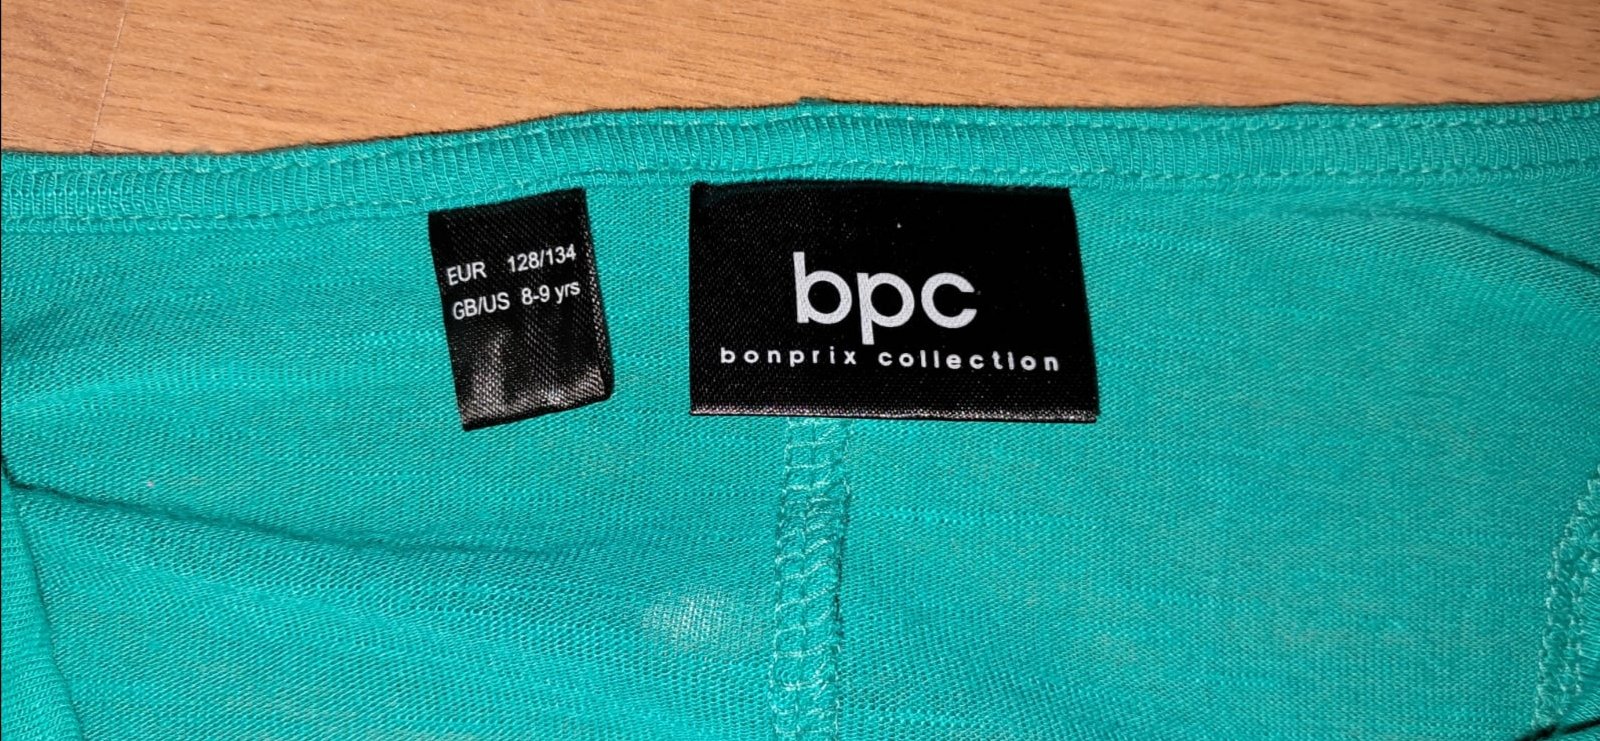 EUR 128/134
GB/US 8-9 yrs
bpc
bonprix collection